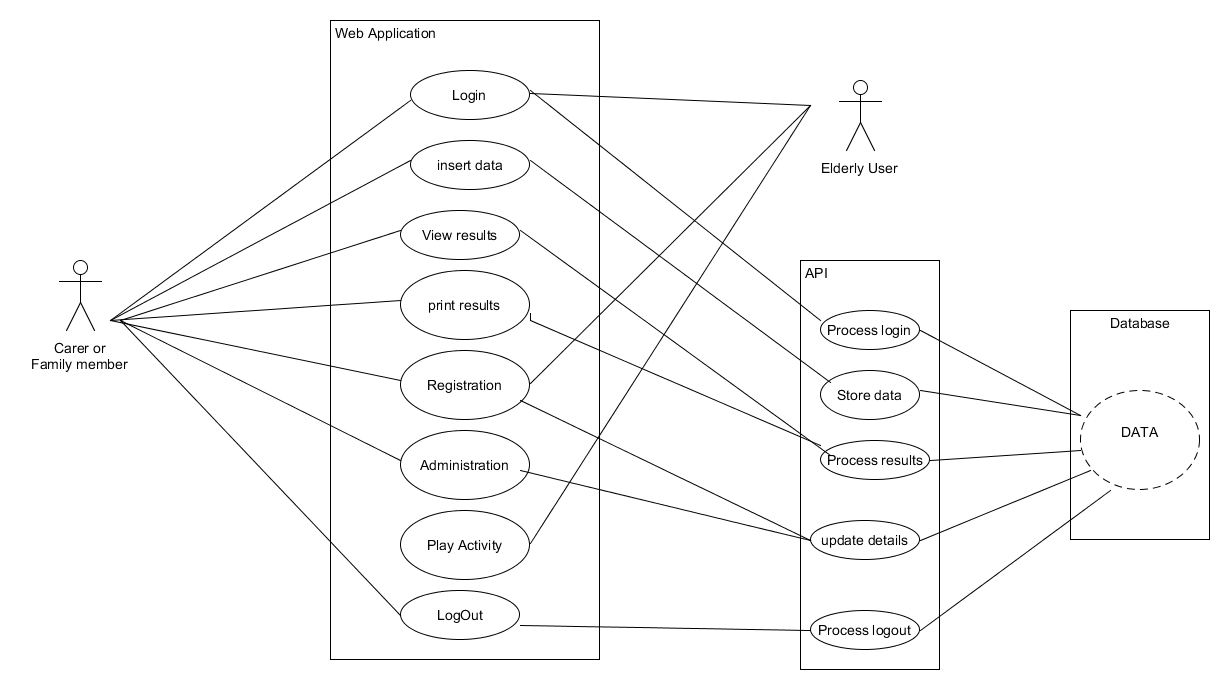 Web Application
Login
insert data
View results
print results
Registration
Administration
Play Activity
LogOut
Carer or
Family member
Elderly User
API
Process login
Store data
Process results
update details
Process logout
Database
DATA